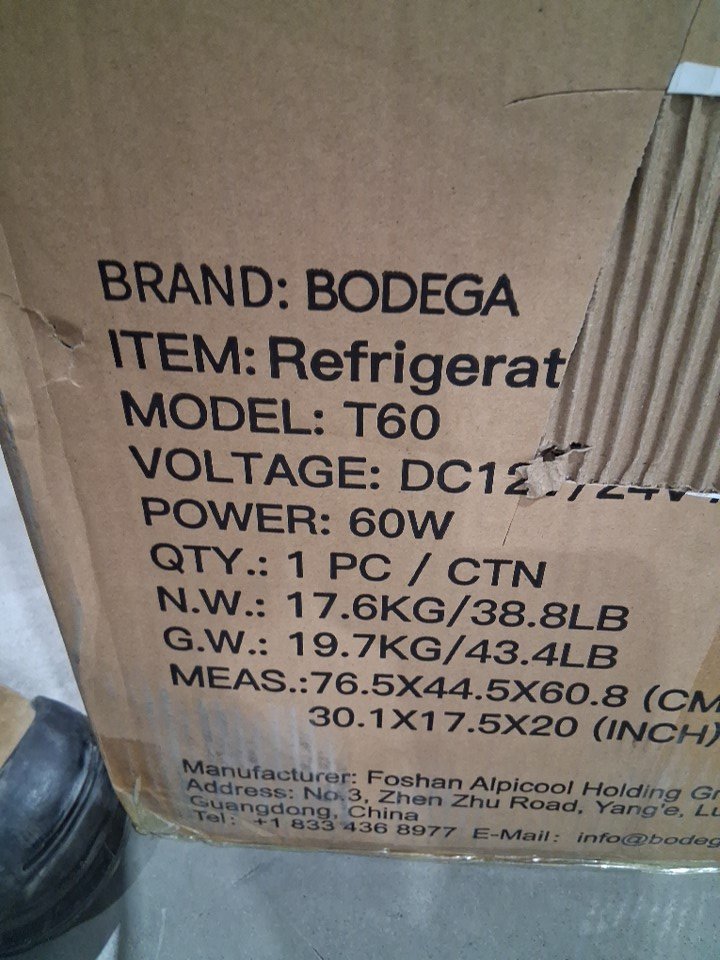 BRAND: BODEGA
ITEM: Refrigerat
MODEL: T60
VOLTAGE: DC12V/24V
POWER: 60W
QTY.: 1 PC / CTN
N.W.: 17.6KG/38.8LB
G.W.: 19.7KG/43.4LB
MEAS.:76.5X44.5X60.8 (CM
30.1X17.5X20 (INCH)
Manufacturer: Foshan Alpicool Holding Gr
Address: No.3, Zhen Zhu Road, Yang'e, Lu
Guangdong, China
Tel: +1 833 436 8977 E-Mail: info@bodeg